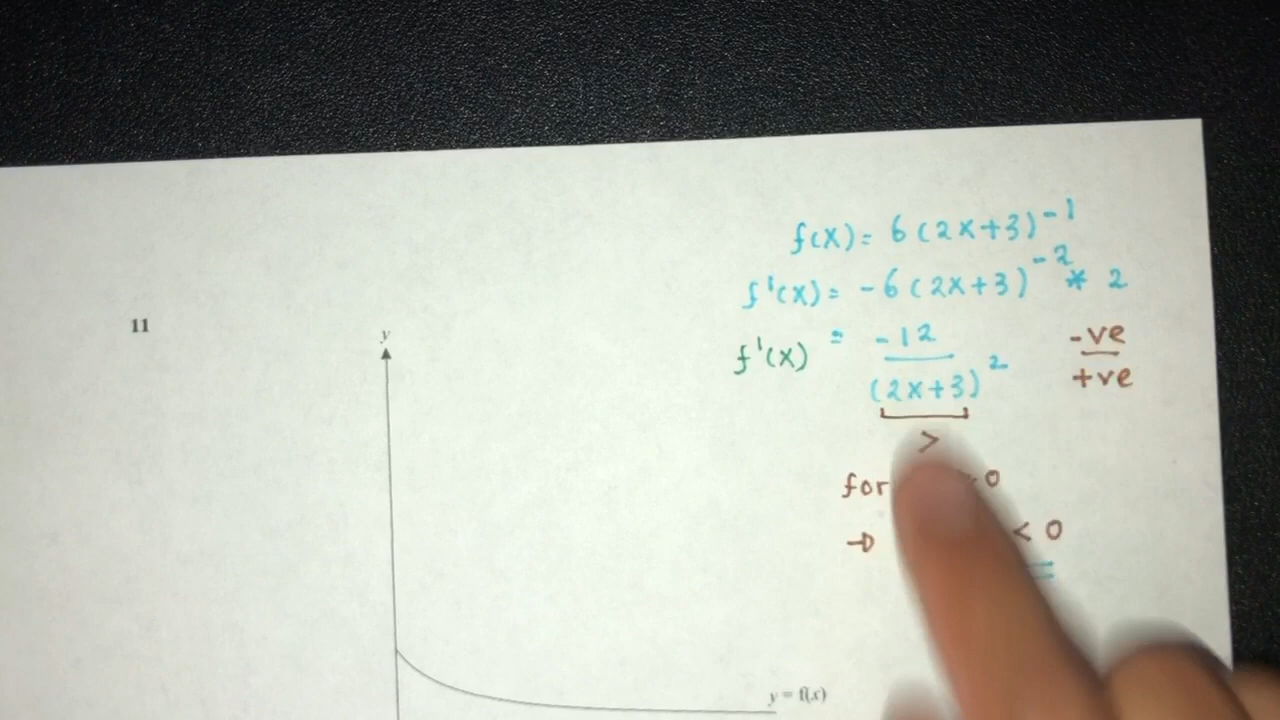 f(x) = 6(2x+3)^-1
f'(x) = -6(2x+3)^-2 * 2
f'(x) = -12/(2x+3)^2
-ve/+ve
>
for 0
→ < 0
11
y
y = f(x)